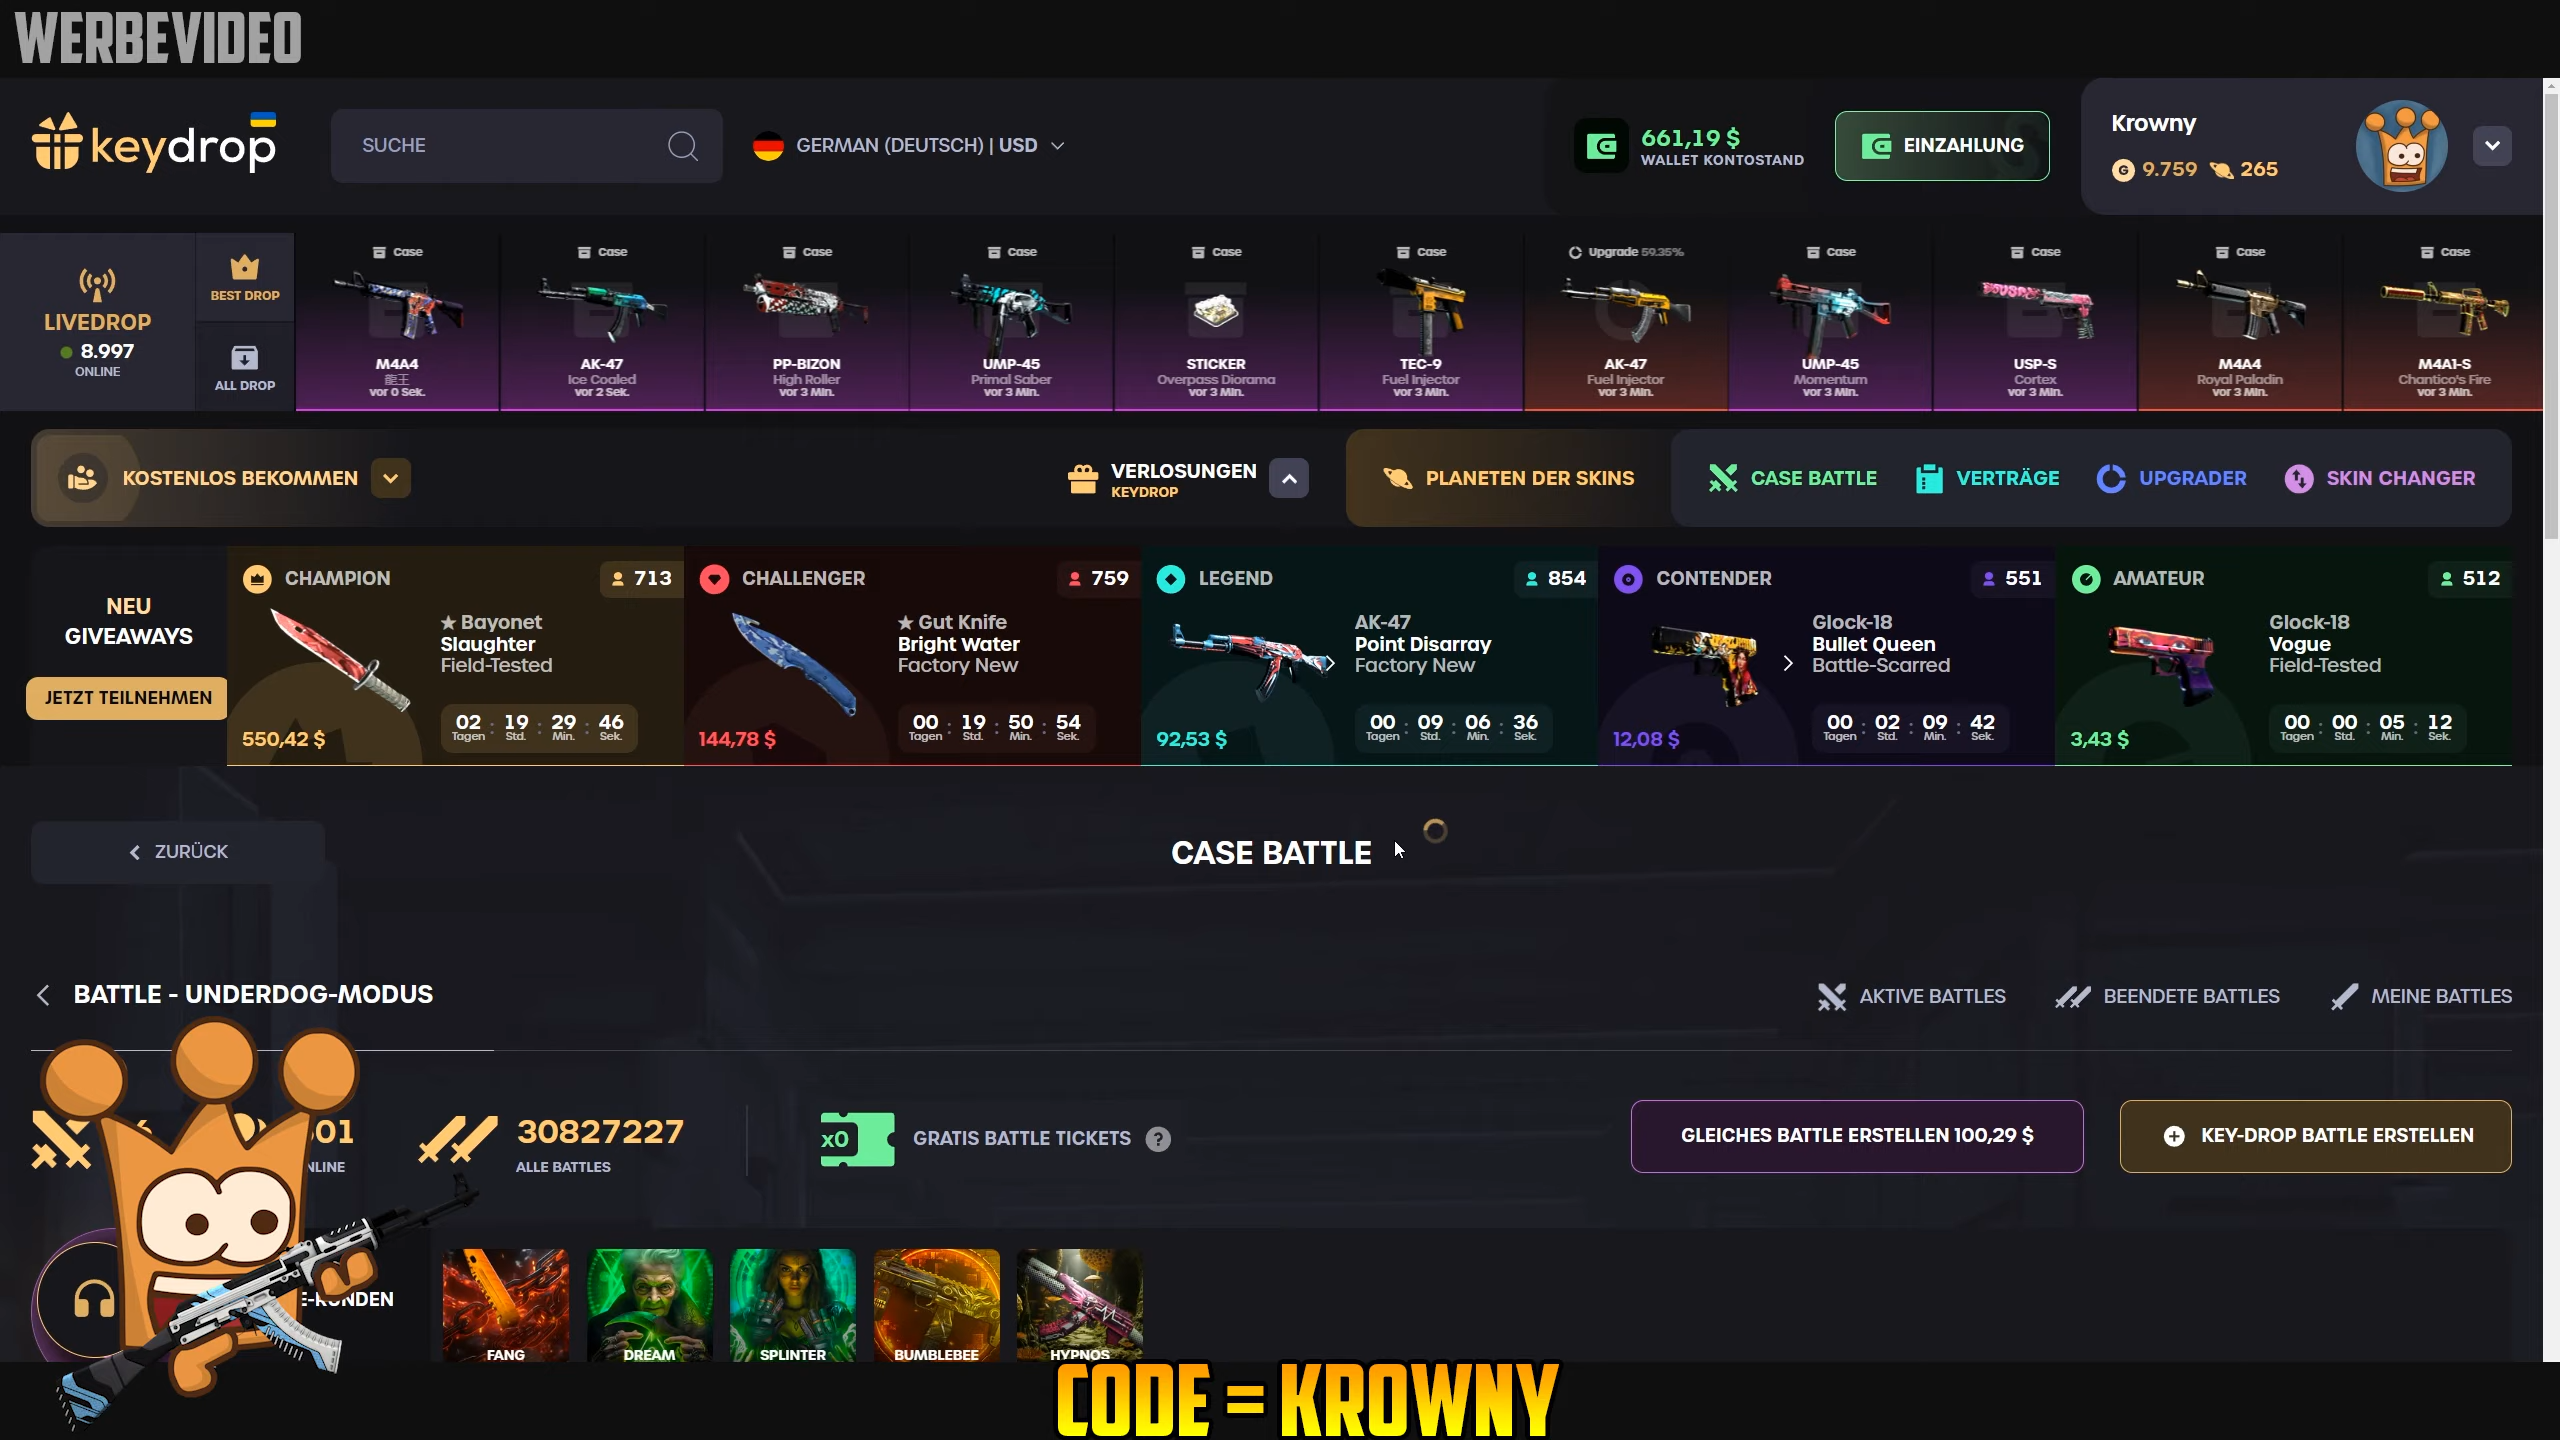 WERBEVIDEO
keydrop
SUCHE
GERMAN (DEUTSCH) | USD
661,19 $
WALLET KONTOSTAND
EINZAHLUNG
Krowny
G 9.759 265
LIVEDROP
8.997
ONLINE
BEST DROP
ALL DROP
Case
M4A4
龍王
vor 0 Sek.
Case
AK-47
Ice Coaled
vor 2 Sek.
Case
PP-BIZON
High Roller
vor 3 Min.
Case
UMP-45
Primal Saber
vor 3 Min.
Case
STICKER
Overpass Diorama
vor 3 Min.
Case
TEC-9
Fuel Injector
vor 3 Min.
Upgrade 59.35%
AK-47
Fuel Injector
vor 3 Min.
Case
UMP-45
Momentum
vor 3 Min.
Case
USP-S
Cortex
vor 3 Min.
Case
M4A4
Royal Paladin
vor 3 Min.
Case
M4A1-S
Chantico's Fire
vor 3 Min.
KOSTENLOS BEKOMMEN
VERLOSUNGEN
KEYDROP
PLANETEN DER SKINS
CASE BATTLE
VERTRÄGE
UPGRADER
SKIN CHANGER
NEU
GIVEAWAYS
JETZT TEILNEHMEN
CHAMPION 713
★ Bayonet
Slaughter
Field-Tested
550,42 $
02 : 19 : 29 : 46
Tagen Std. Min. Sek.
CHALLENGER 759
★ Gut Knife
Bright Water
Factory New
144,78 $
00 : 19 : 50 : 54
Tagen Std. Min. Sek.
LEGEND 854
AK-47
Point Disarray
Factory New
92,53 $
00 : 09 : 06 : 36
Tagen Std. Min. Sek.
CONTENDER 551
Glock-18
Bullet Queen
Battle-Scarred
12,08 $
00 : 02 : 09 : 42
Tagen Std. Min. Sek.
AMATEUR 512
Glock-18
Vogue
Field-Tested
3,43 $
00 : 00 : 05 : 12
Tagen Std. Min. Sek.
ZURÜCK
CASE BATTLE
BATTLE - UNDERDOG-MODUS
AKTIVE BATTLES
BEENDETE BATTLES
MEINE BATTLES
30827227
ALLE BATTLES
x0
GRATIS BATTLE TICKETS ?
GLEICHES BATTLE ERSTELLEN 100,29 $
KEY-DROP BATTLE ERSTELLEN
FANG
DREAM
SPLINTER
BUMBLEBEE
HYPNOS
CODE = KROWNY